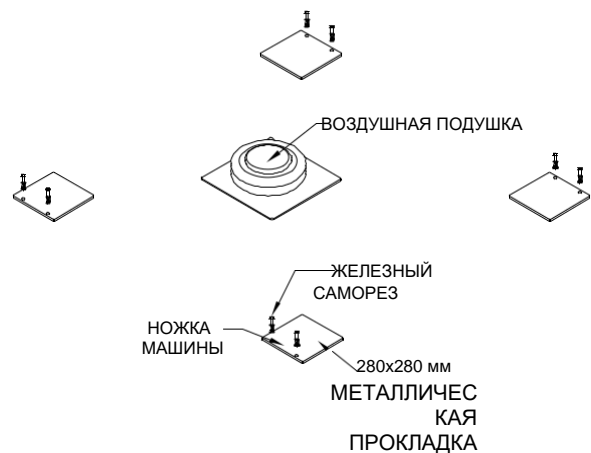 ВОЗДУШНАЯ ПОДУШКА
ЖЕЛЕЗНЫЙ
САМОРЕЗ
НОЖКА
МАШИНЫ
280x280 мм
МЕТАЛЛИЧЕС
КАЯ
ПРОКЛАДКА